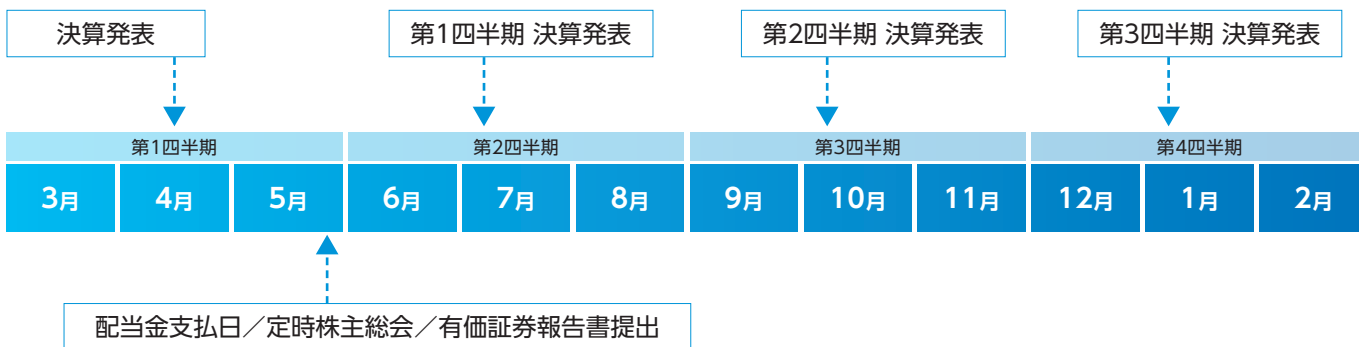 決算発表
第1四半期 決算発表
第2四半期 決算発表
第3四半期 決算発表
第1四半期
第2四半期
第3四半期
第4四半期
3月
4月
5月
6月
7月
8月
9月
10月
11月
12月
1月
2月
配当金支払日／定時株主総会／有価証券報告書提出